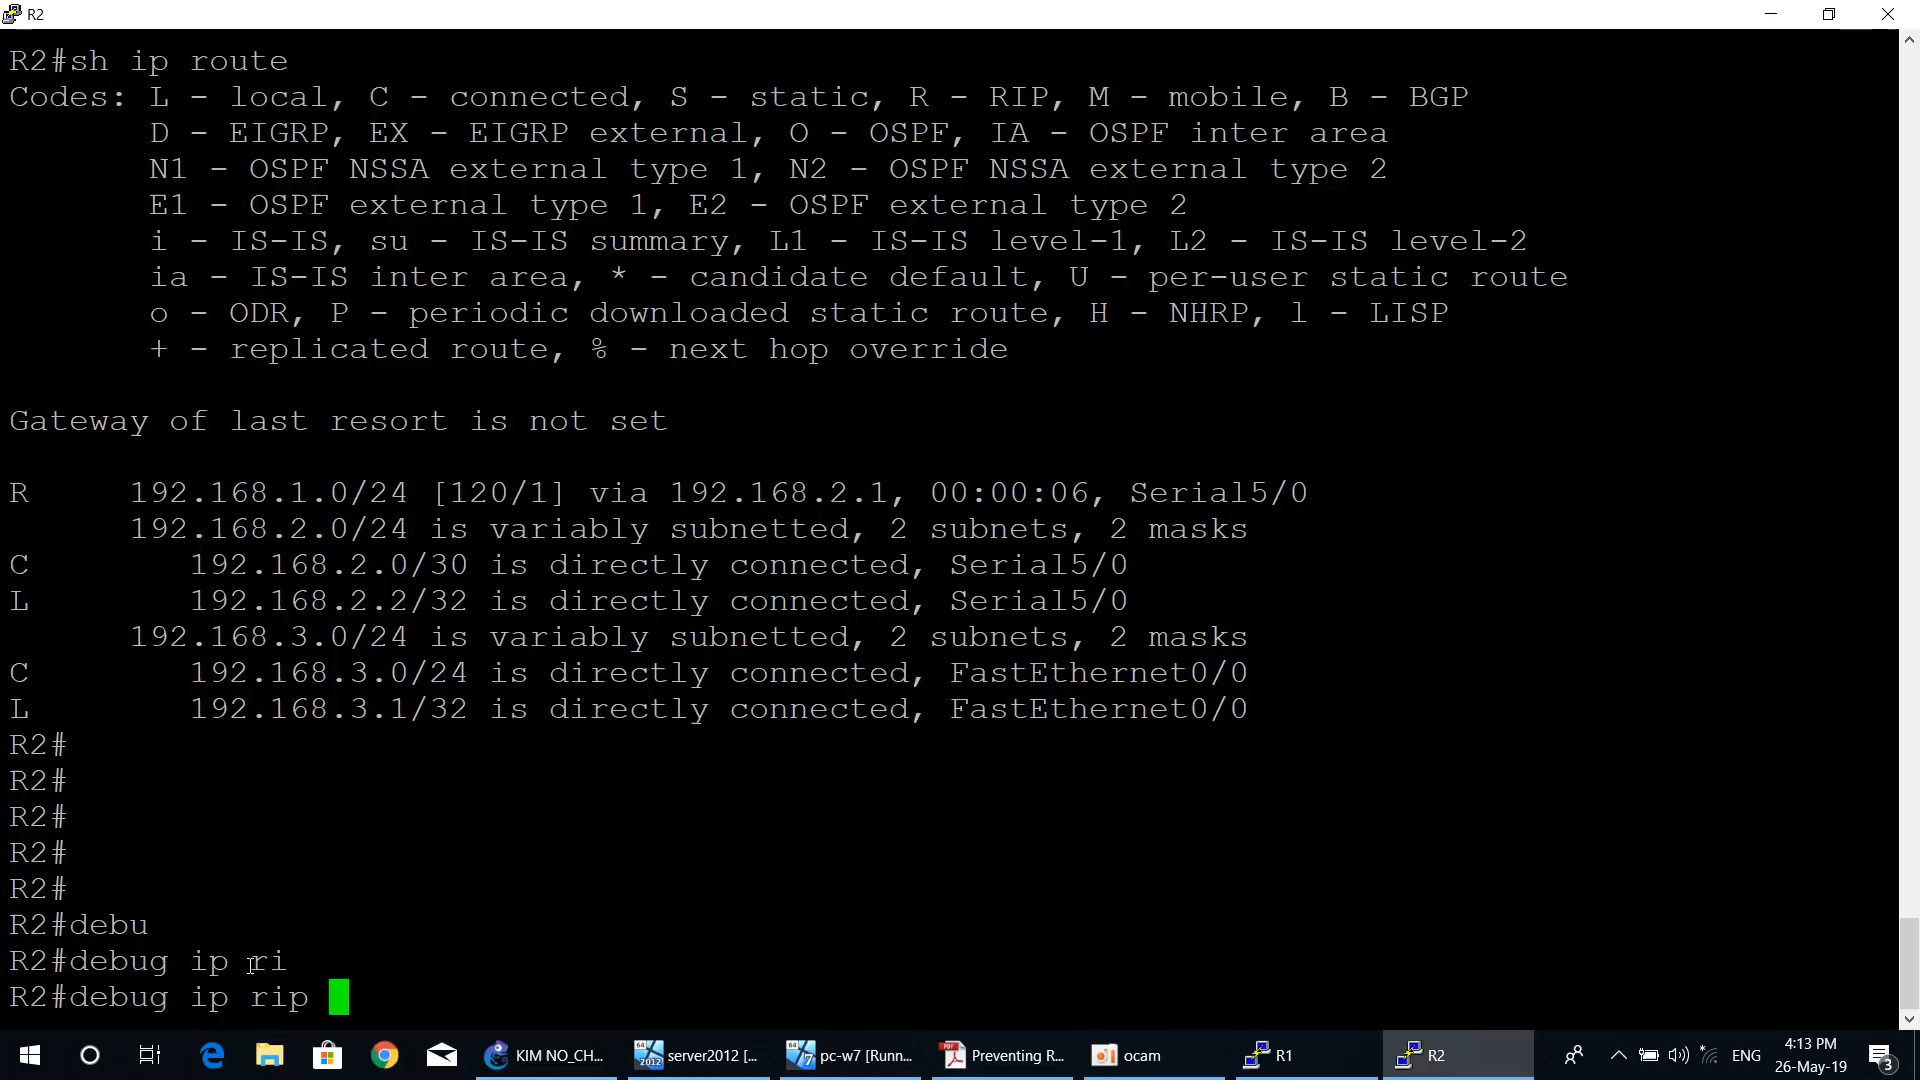 R2
R2#sh ip route
Codes: L - local, C - connected, S - static, R - RIP, M - mobile, B - BGP
D - EIGRP, EX - EIGRP external, O - OSPF, IA - OSPF inter area
N1 - OSPF NSSA external type 1, N2 - OSPF NSSA external type 2
E1 - OSPF external type 1, E2 - OSPF external type 2
i - IS-IS, su - IS-IS summary, L1 - IS-IS level-1, L2 - IS-IS level-2
ia - IS-IS inter area, * - candidate default, U - per-user static route
o - ODR, P - periodic downloaded static route, H - NHRP, l - LISP
+ - replicated route, % - next hop override
Gateway of last resort is not set
R 192.168.1.0/24 [120/1] via 192.168.2.1, 00:00:06, Serial5/0
192.168.2.0/24 is variably subnetted, 2 subnets, 2 masks
C 192.168.2.0/30 is directly connected, Serial5/0
L 192.168.2.2/32 is directly connected, Serial5/0
192.168.3.0/24 is variably subnetted, 2 subnets, 2 masks
C 192.168.3.0/24 is directly connected, FastEthernet0/0
L 192.168.3.1/32 is directly connected, FastEthernet0/0
R2#
R2#
R2#
R2#
R2#
R2#debu
R2#debug ip ri
R2#debug ip rip
KIM NO_CH... server2012 [... pc-w7 [Runn... Preventing R... ocam R1 R2 ENG 4:13 PM
26-May-19 3